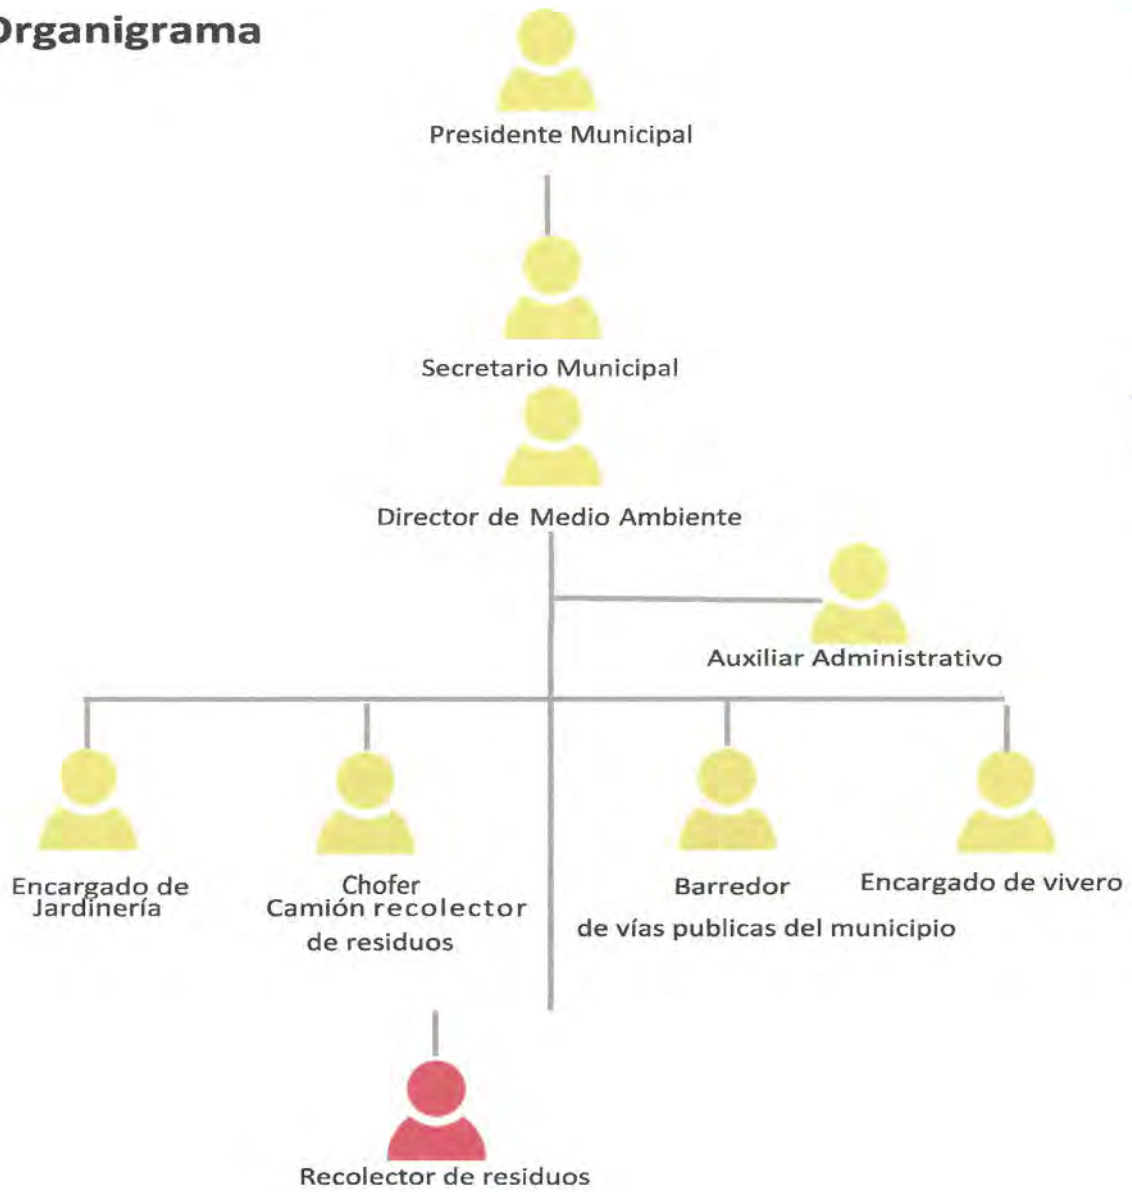 Organigrama
Presidente Municipal
Secretario Municipal
Director de Medio Ambiente
Auxiliar Administrativo
Encargado de
Jardinería
Chofer
Camión recolector
de residuos
Barredor
de vías publicas del municipio
Encargado de vivero
Recolector de residuos